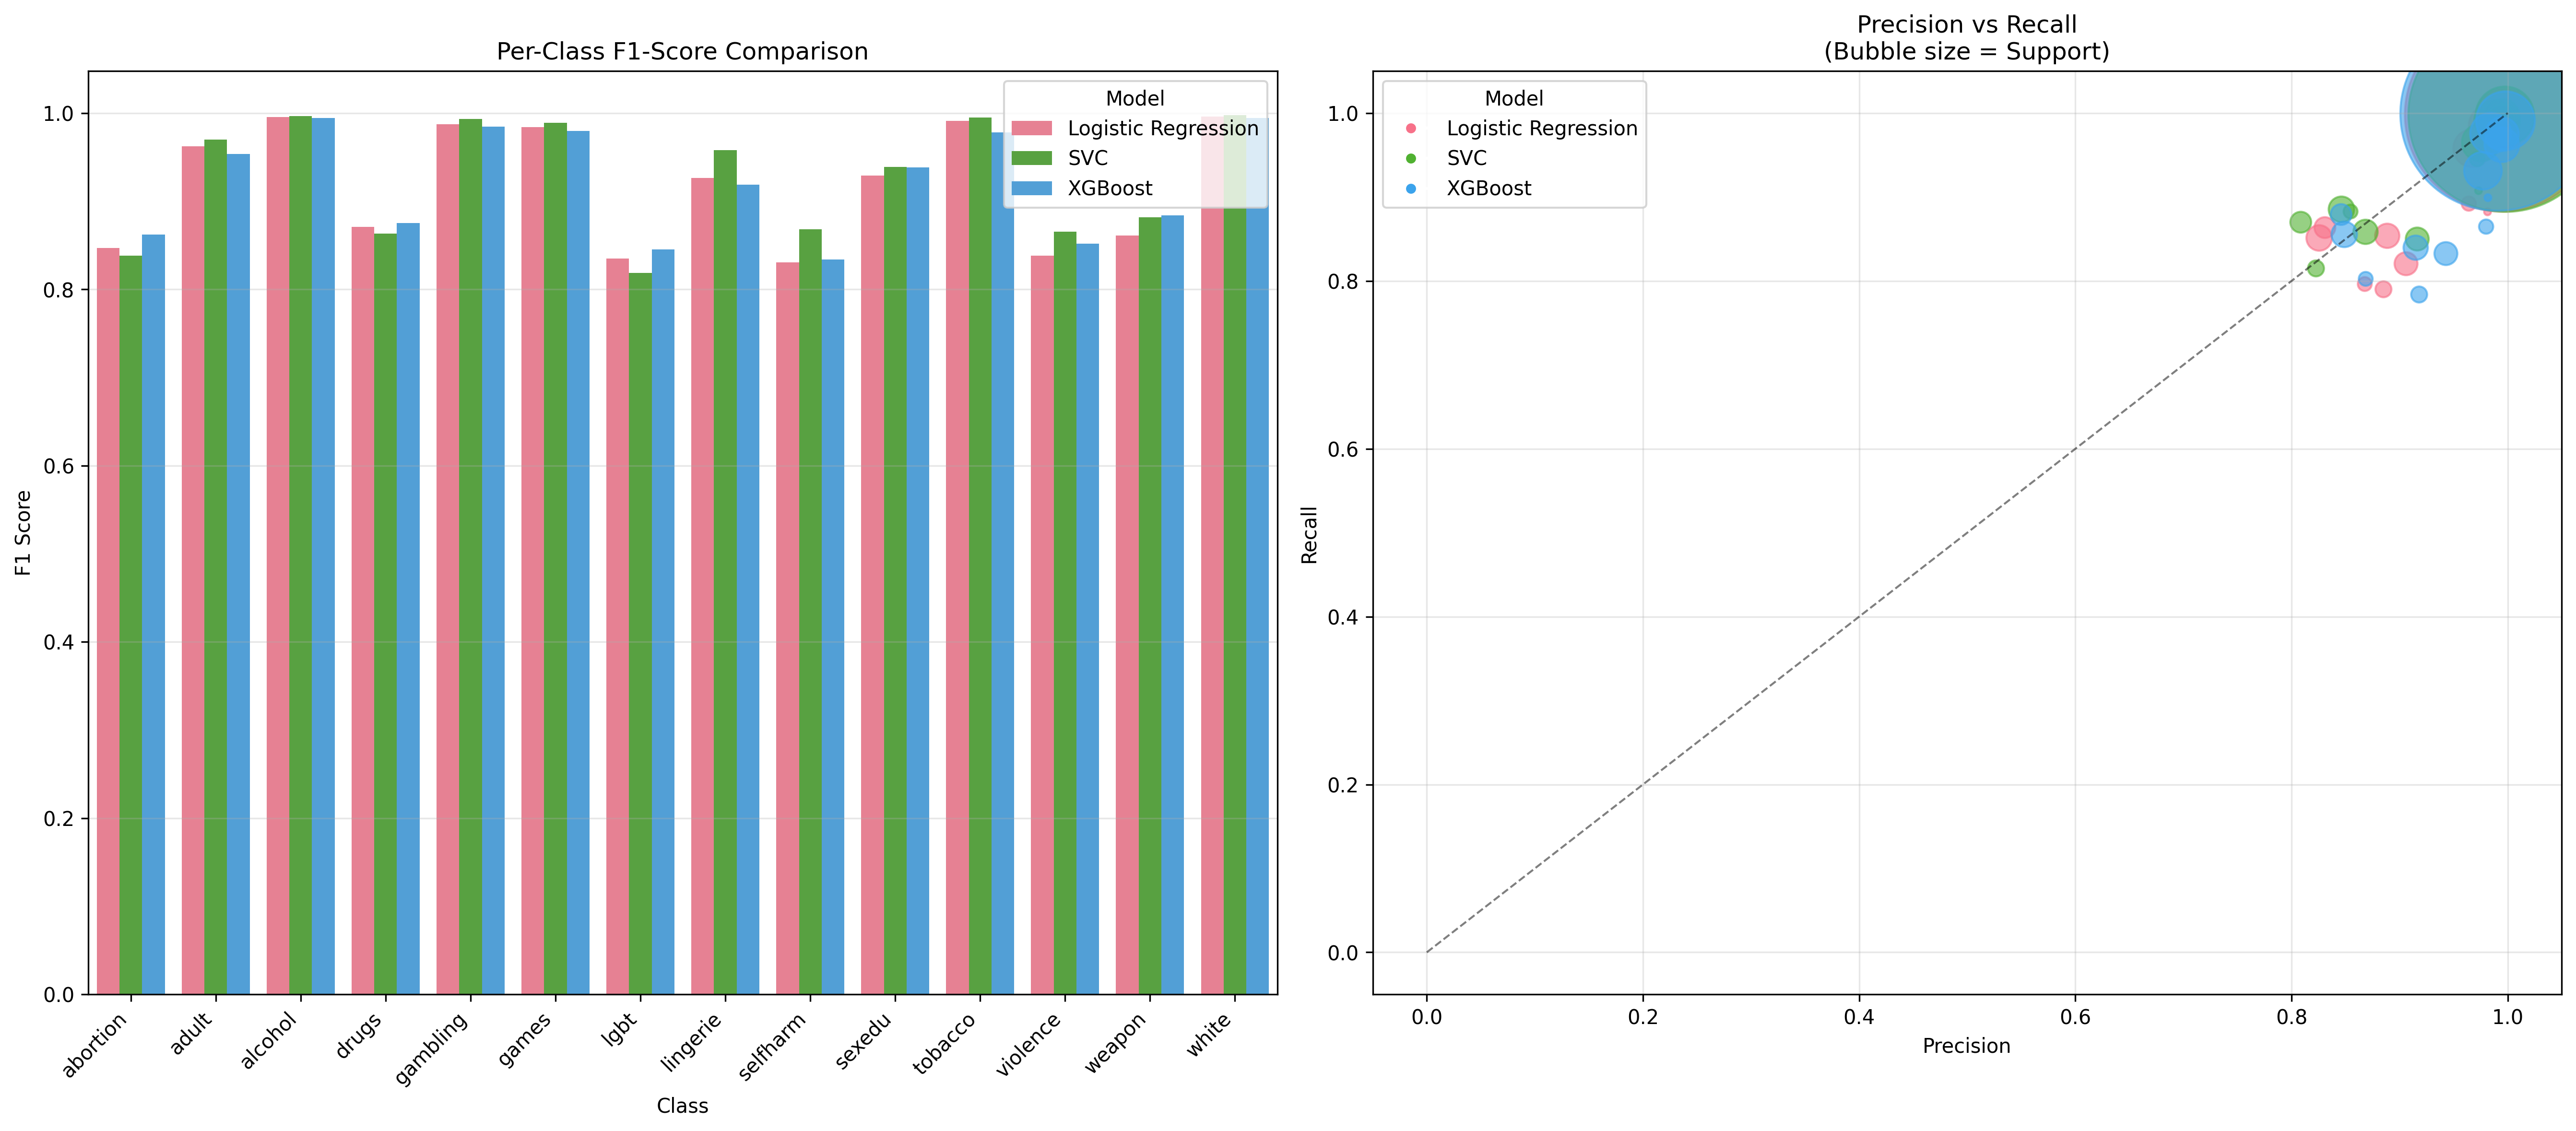 Per-Class F1-Score Comparison
Model
Logistic Regression
SVC
XGBoost
F1 Score
1.0
0.8
0.6
0.4
0.2
0.0
abortion
adult
alcohol
drugs
gambling
games
lgbt
lingerie
selfharm
sexedu
tobacco
violence
weapon
white
Class
Precision vs Recall
(Bubble size = Support)
Model
Logistic Regression
SVC
XGBoost
Recall
1.0
0.8
0.6
0.4
0.2
0.0
0.0 0.2 0.4 0.6 0.8 1.0
Precision